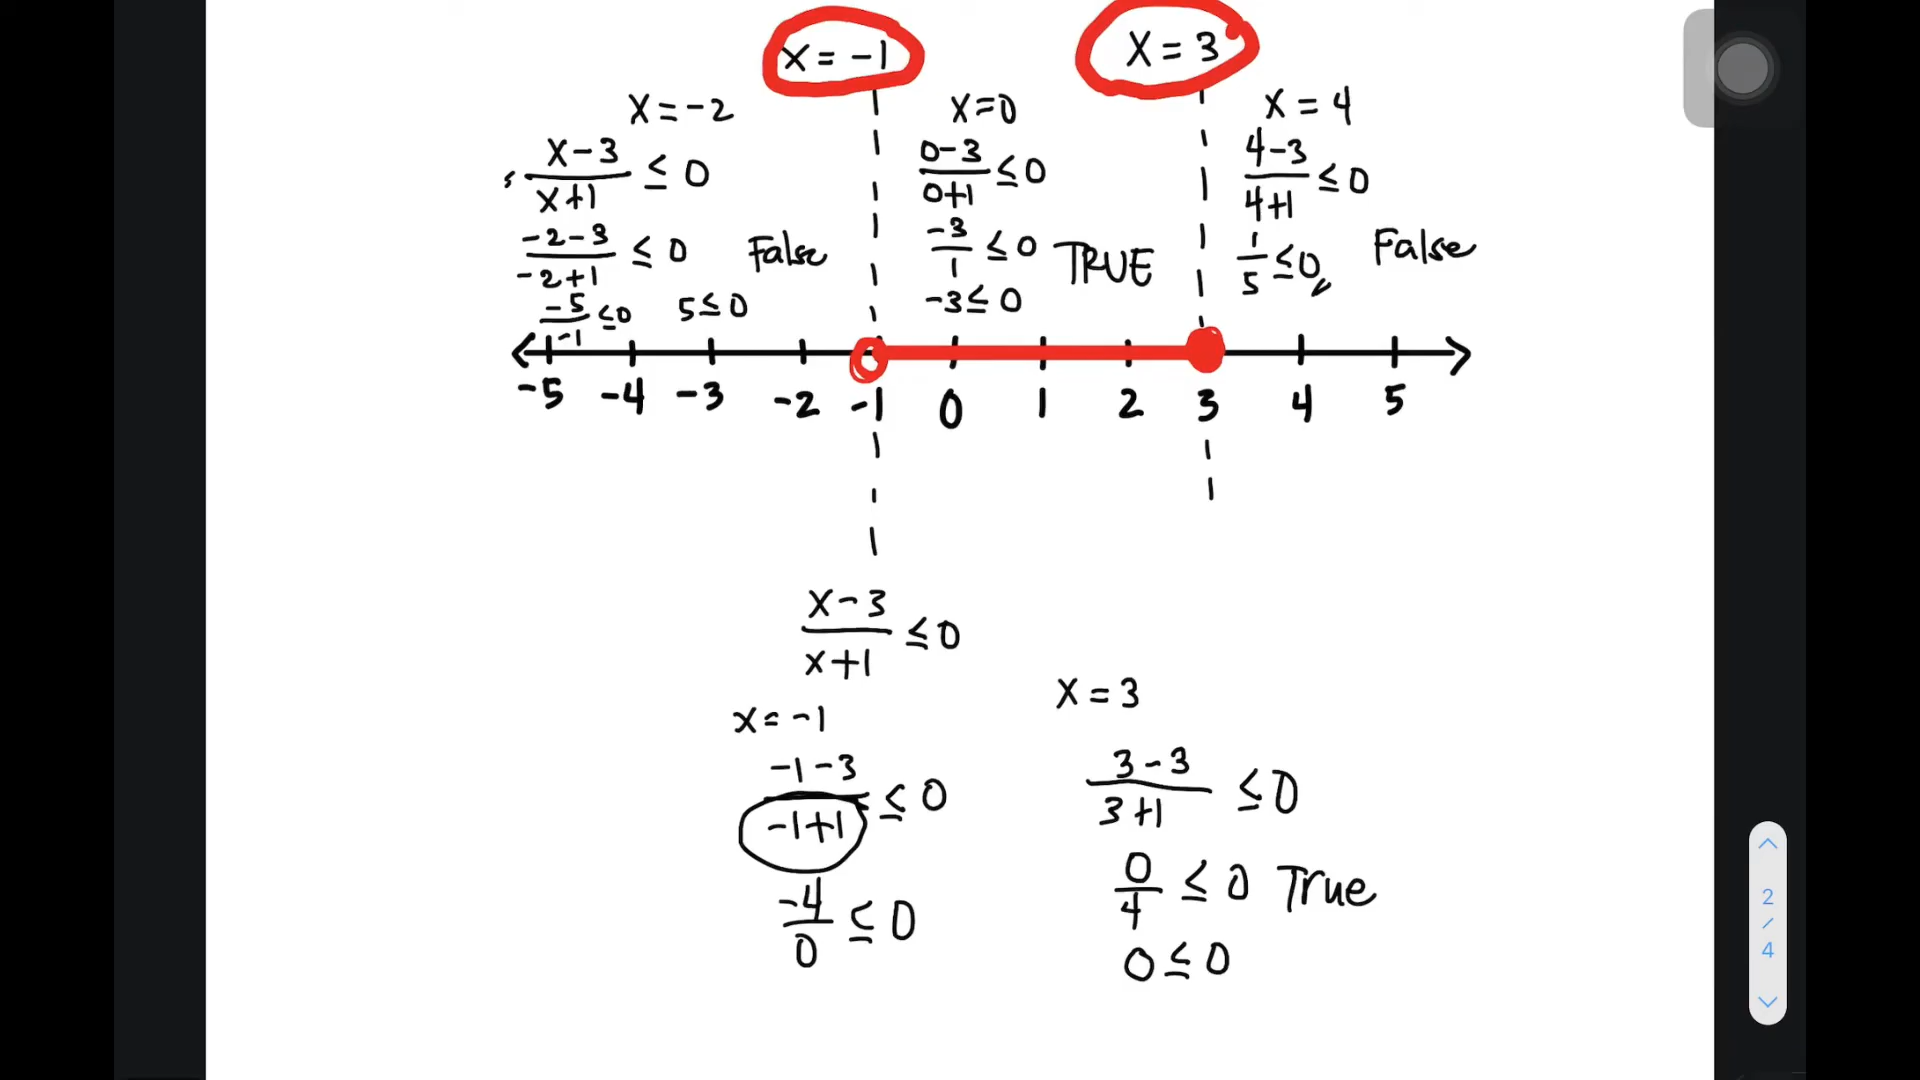 x = -1
X = 3
X = -2
X=0
X = 4
X-3/X+1 ≤ 0
0-3/0+1 ≤ 0
4-3/4+1 ≤ 0
-2-3/-2+1 ≤ 0
False
-3/1 ≤ 0
TRUE
1/5 ≤ 0
False
-5/-1 ≤ 0
5 ≤ 0
-3 ≤ 0
-5 -4 -3 -2 -1 0 1 2 3 4 5
X-3/X+1 ≤ 0
x = -1
X = 3
-1-3/-1+1 ≤ 0
3-3/3+1 ≤ 0
-4/0 ≤ 0
0/4 ≤ 0 True
0 ≤ 0
2
/
4